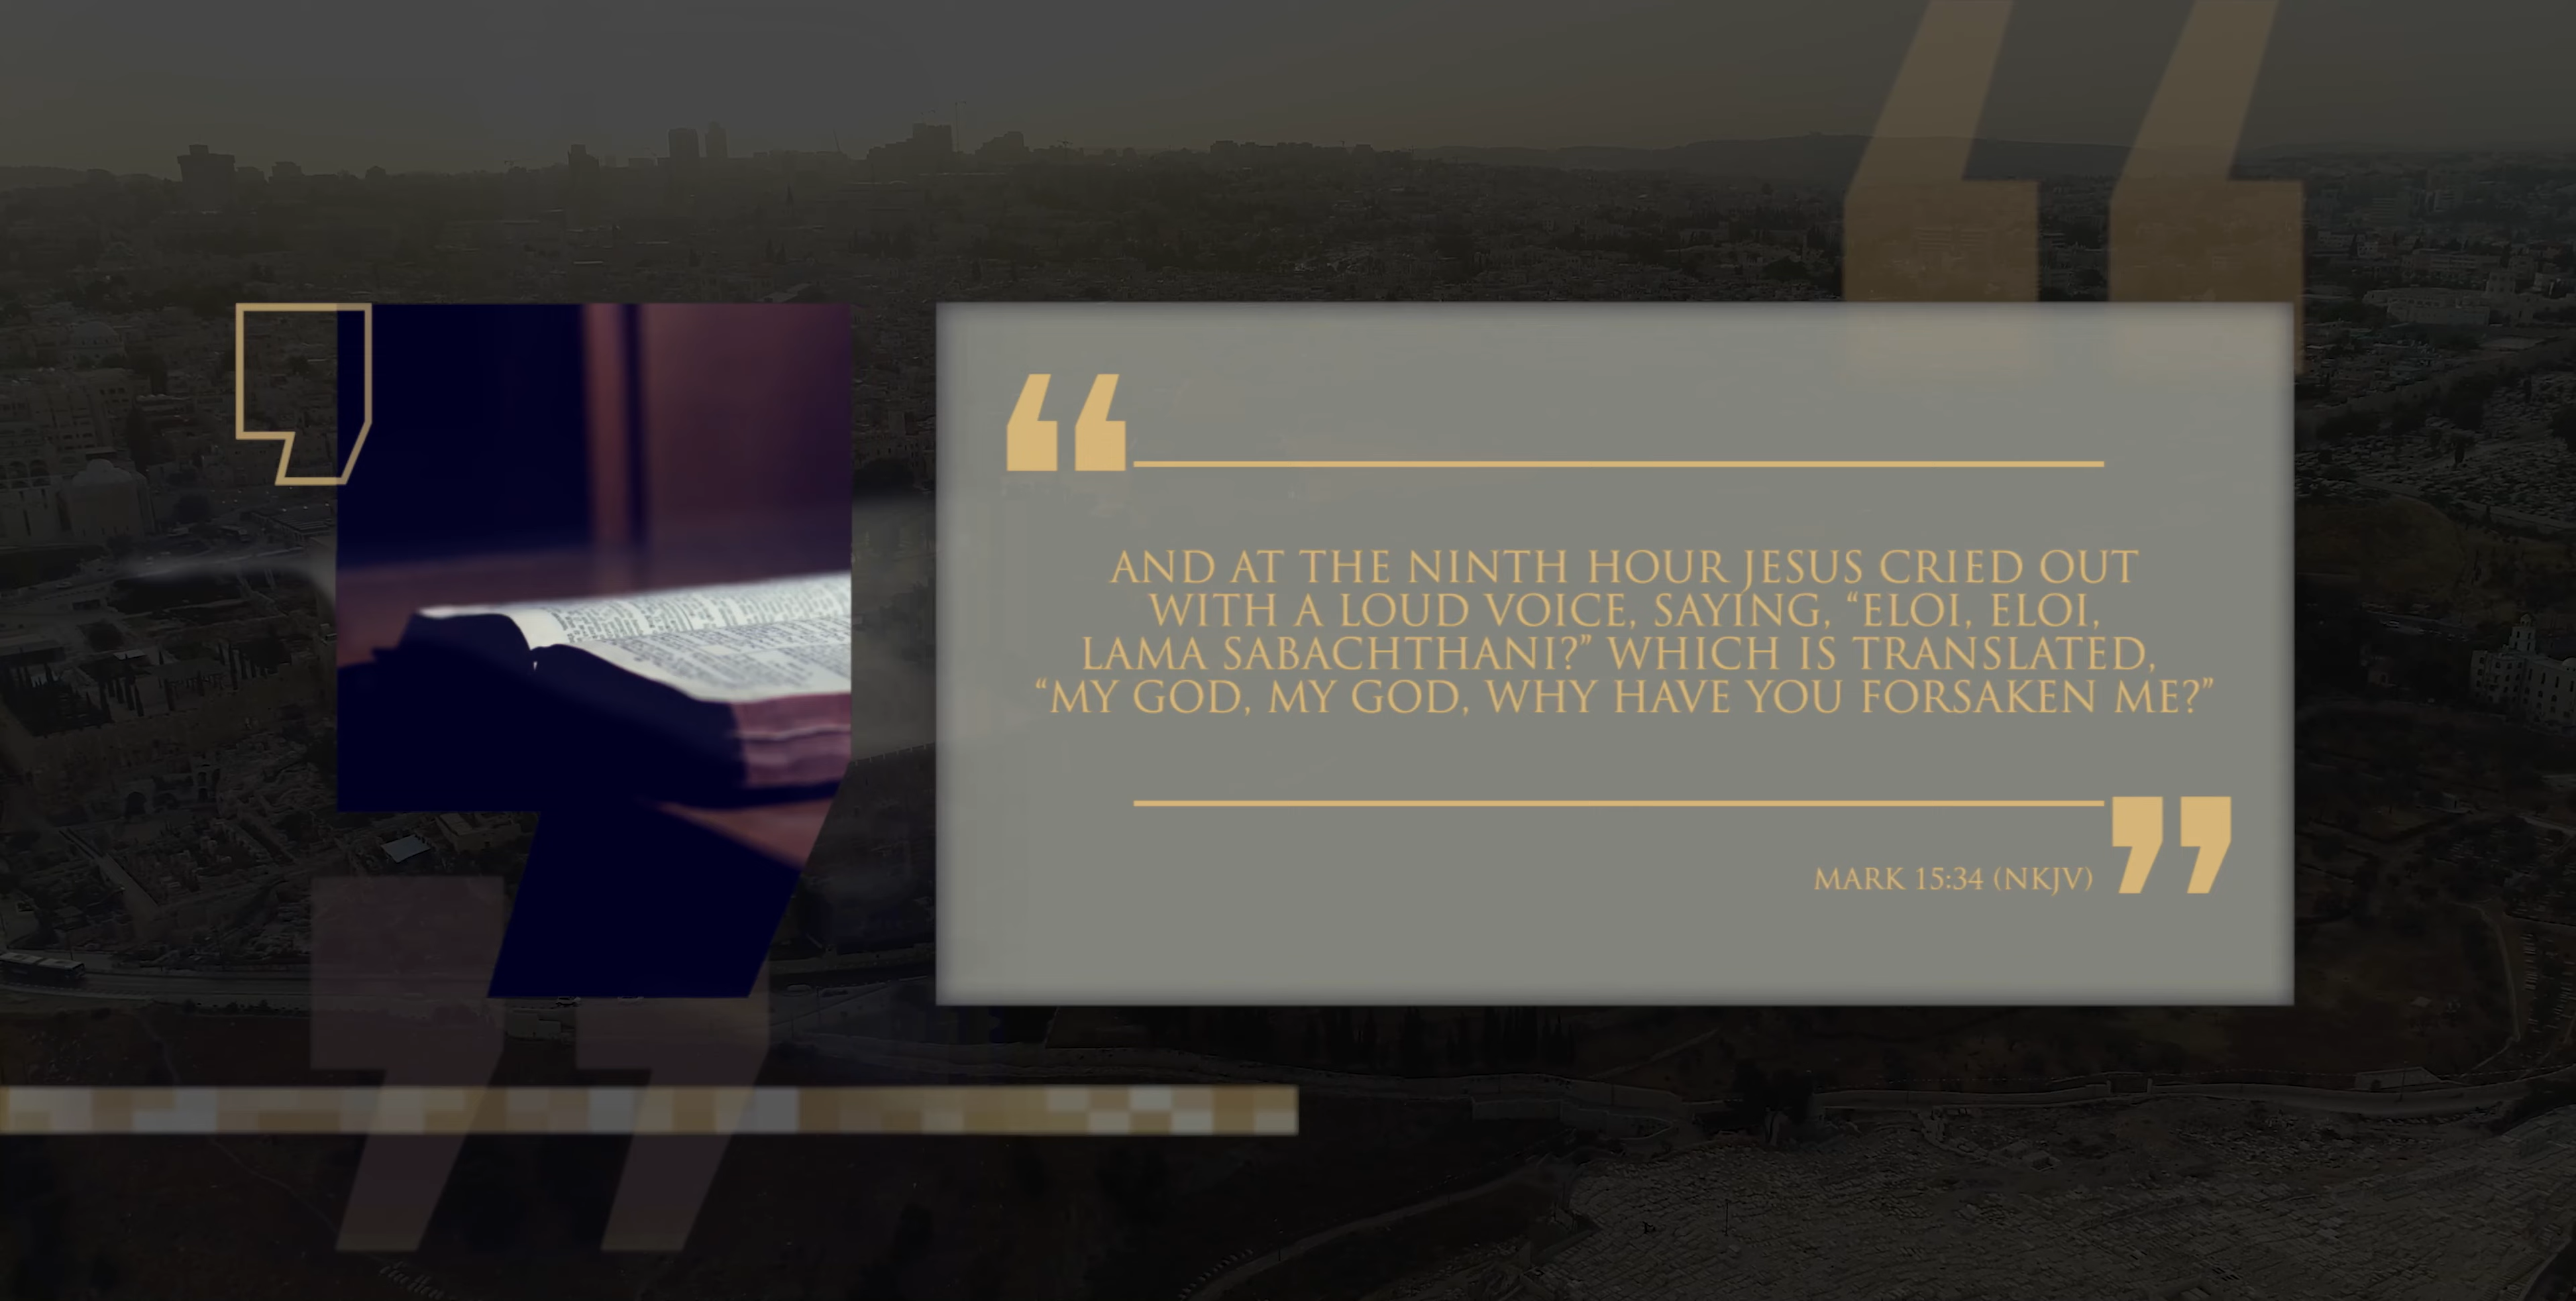 AND AT THE NINTH HOUR JESUS CRIED OUT
WITH A LOUD VOICE, SAYING, “ELOI, ELOI,
LAMA SABACHTHANI?” WHICH IS TRANSLATED,
“MY GOD, MY GOD, WHY HAVE YOU FORSAKEN ME?”
MARK 15:34 (NKJV)